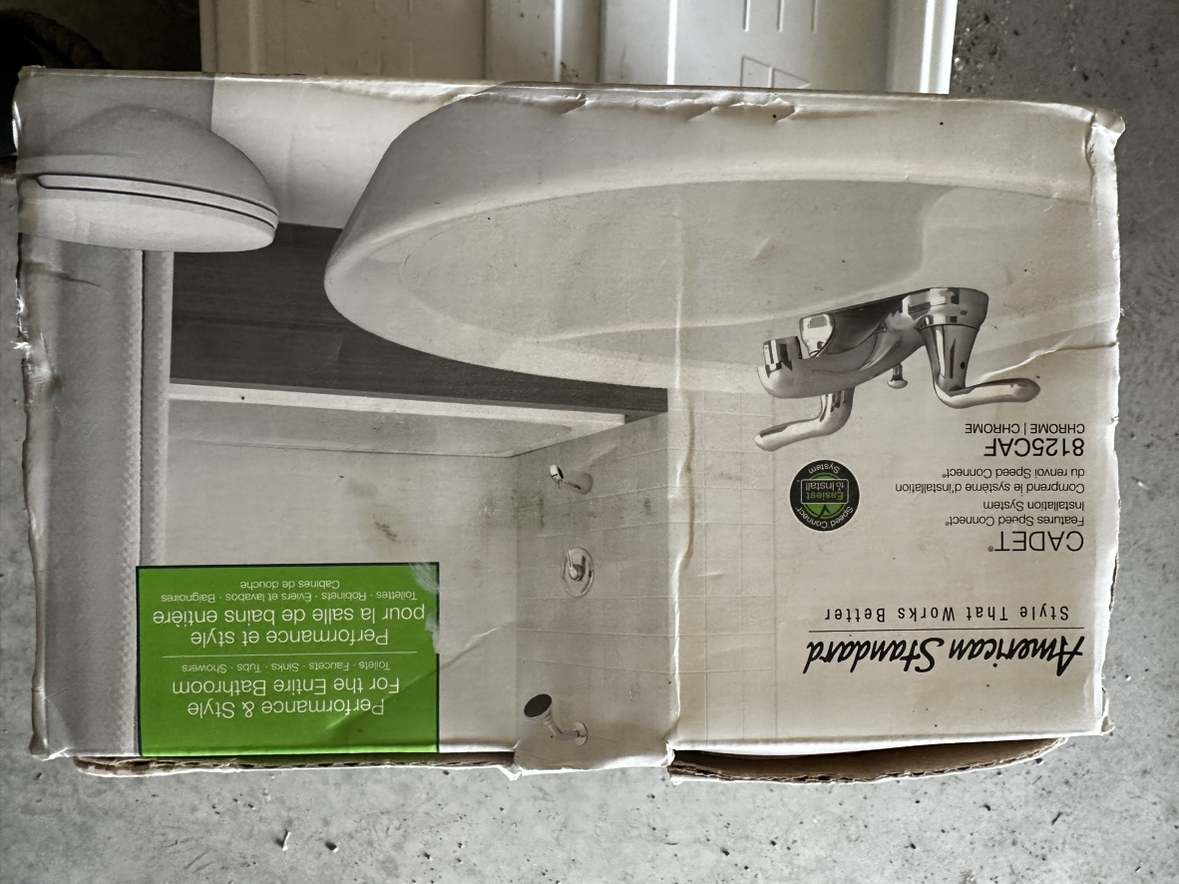 American Standard
Style That Works Better
CADET®
Features Speed Connect®
Installation System
Comprend le système d'installation
du renvoi Speed Connect®
8125CAF
CHROME | CHROME
Speed Connect®
Easiest
to Install
System
Performance & Style
For the Entire Bathroom
Toilets · Faucets · Sinks · Tubs · Showers
Performance et style
pour la salle de bains entière
Toilettes · Robinets · Éviers et lavabos · Baignoires
Cabines de douche